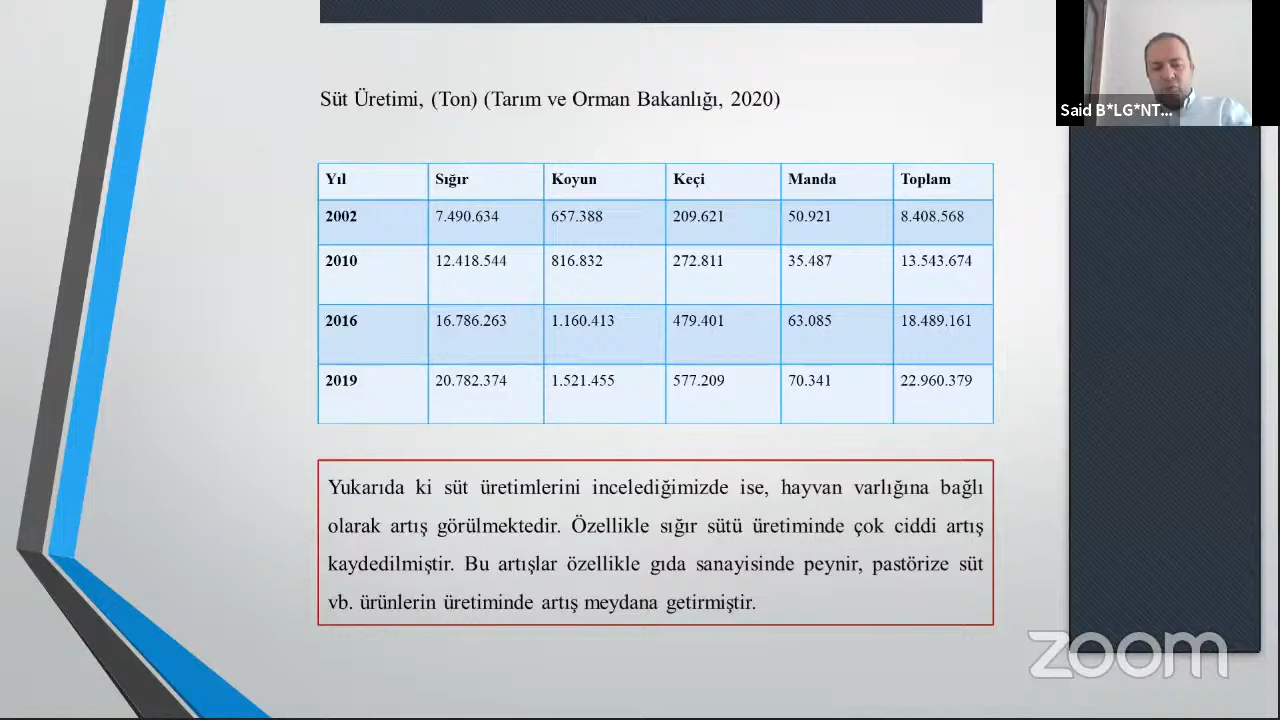 Süt Üretimi, (Ton) (Tarım ve Orman Bakanlığı, 2020)
Said B*LG*NT...
Yıl Sığır Koyun Keçi Manda Toplam
2002 7.490.634 657.388 209.621 50.921 8.408.568
2010 12.418.544 816.832 272.811 35.487 13.543.674
2016 16.786.263 1.160.413 479.401 63.085 18.489.161
2019 20.782.374 1.521.455 577.209 70.341 22.960.379
Yukarıda ki süt üretimlerini incelediğimizde ise, hayvan varlığına bağlı
olarak artış görülmektedir. Özellikle sığır sütü üretiminde çok ciddi artış
kaydedilmiştir. Bu artışlar özellikle gıda sanayisinde peynir, pastörize süt
vb. ürünlerin üretiminde artış meydana getirmiştir.
zoom